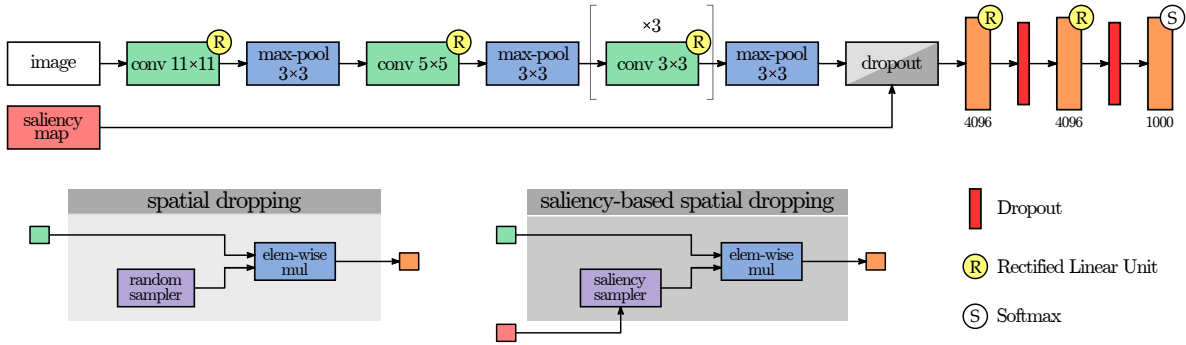 ×3
R
R
R
R
R
S
image
conv 11×11
max-pool
3×3
conv 5×5
max-pool
3×3
conv 3×3
max-pool
3×3
dropout
saliency
map
4096
4096
1000
spatial dropping
elem-wise
mul
random
sampler
saliency-based spatial dropping
elem-wise
mul
saliency
sampler
Dropout
R Rectified Linear Unit
S Softmax